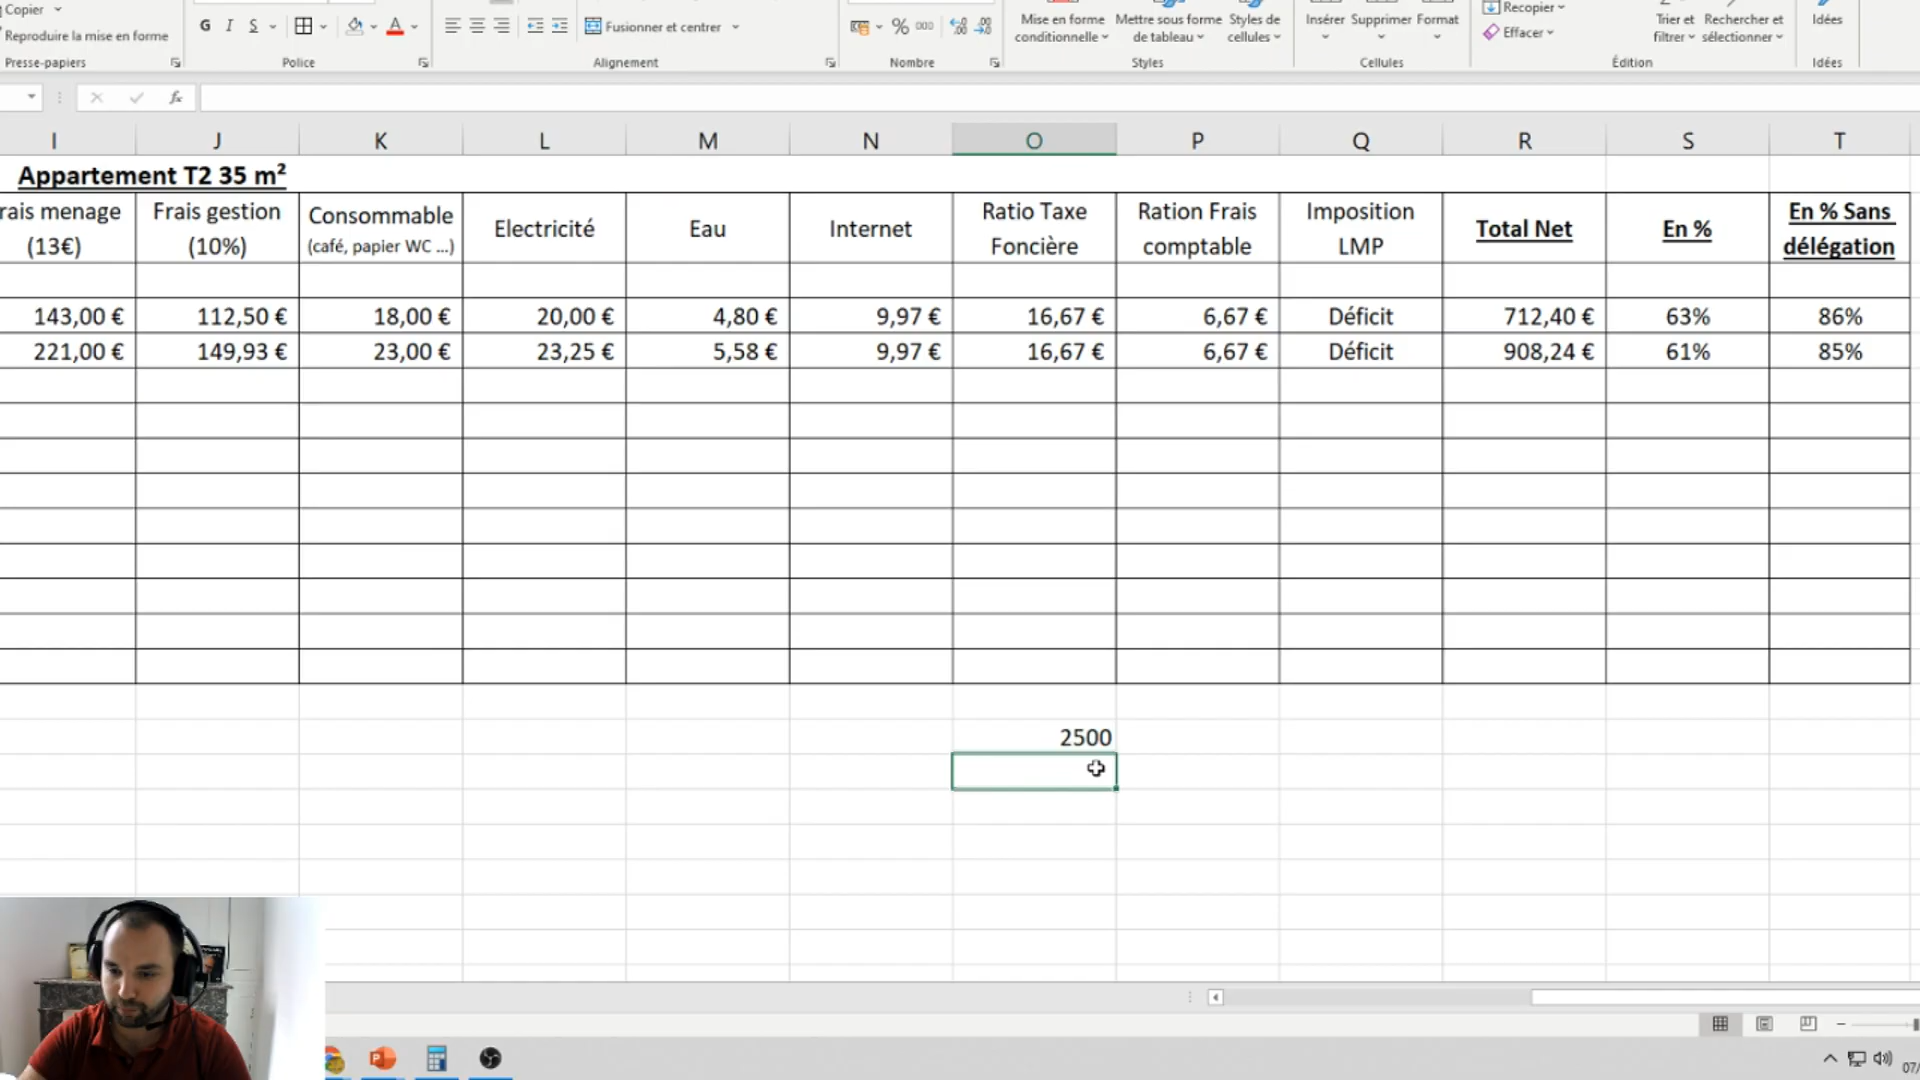 Copier
Reproduire la mise en forme
G I S
A
Fusionner et centrer
% 000
Mise en forme
conditionnelle
Mettre sous forme
de tableau
Styles de
cellules
Insérer Supprimer Format
Recopier
Effacer
Trier et
filtrer
Rechercher et
sélectionner
Idées
Presse-papiers Police Alignement Nombre Styles Cellules Édition Idées
fx
I J K L M N O P Q R S T
Appartement T2 35 m²
rais menage
(13€)
Frais gestion
(10%)
Consommable
(café, papier WC ...)
Electricité
Eau
Internet
Ratio Taxe
Foncière
Ration Frais
comptable
Imposition
LMP
Total Net
En %
En % Sans
délégation
143,00 € 112,50 € 18,00 € 20,00 € 4,80 € 9,97 € 16,67 € 6,67 € Déficit 712,40 € 63% 86%
221,00 € 149,93 € 23,00 € 23,25 € 5,58 € 9,97 € 16,67 € 6,67 € Déficit 908,24 € 61% 85%
2500
07/